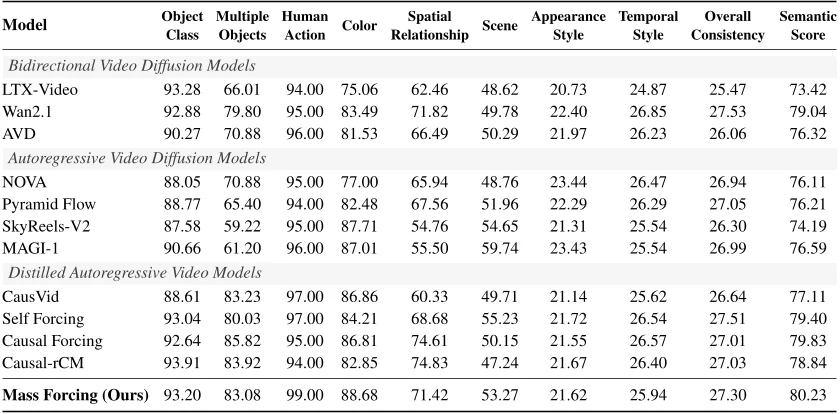 Model Object Class Multiple Objects Human Action Color Spatial Relationship Scene Appearance Style Temporal Style Overall Consistency Semantic Score
Bidirectional Video Diffusion Models
LTX-Video 93.28 66.01 94.00 75.06 62.46 48.62 20.73 24.87 25.47 73.42
Wan2.1 92.88 79.80 95.00 83.49 71.82 49.78 22.40 26.85 27.53 79.04
AVD 90.27 70.88 96.00 81.53 66.49 50.29 21.97 26.23 26.06 76.32
Autoregressive Video Diffusion Models
NOVA 88.05 70.88 95.00 77.00 65.94 48.76 23.44 26.47 26.94 76.11
Pyramid Flow 88.77 65.40 94.00 82.48 67.56 51.96 22.29 26.29 27.05 76.21
SkyReels-V2 87.58 59.22 95.00 87.71 54.76 54.65 21.31 25.54 26.30 74.19
MAGI-1 90.66 61.20 96.00 87.01 55.50 59.74 23.43 25.54 26.99 76.59
Distilled Autoregressive Video Models
CausVid 88.61 83.23 97.00 86.86 60.33 49.71 21.14 25.62 26.64 77.11
Self Forcing 93.04 80.03 97.00 84.21 68.68 55.23 21.72 26.54 27.51 79.40
Causal Forcing 92.64 85.82 95.00 86.81 74.61 50.15 21.55 26.57 27.01 79.83
Causal-rCM 93.91 83.92 94.00 82.85 74.83 47.24 21.67 26.40 27.03 78.84
Mass Forcing (Ours) 93.20 83.08 99.00 88.68 71.42 53.27 21.62 25.94 27.30 80.23